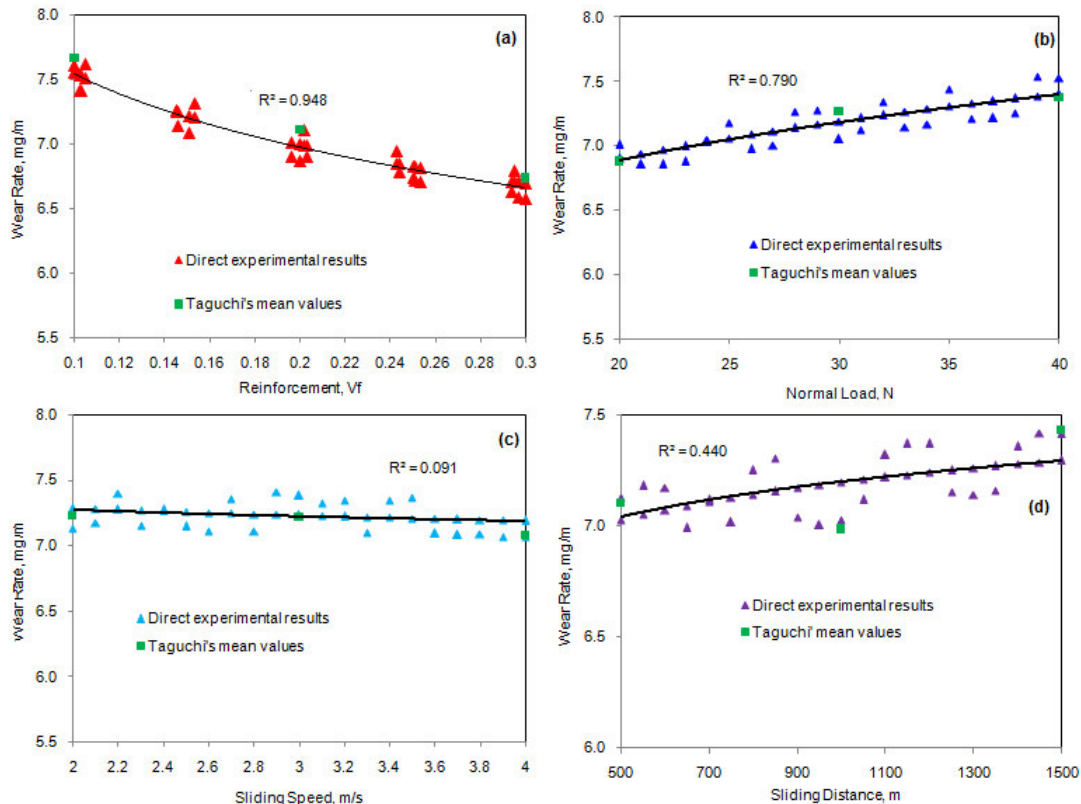 8.0
(a)
7.5
R² = 0.948
7.0
6.5
Direct experimental results
6.0
Taguchi's mean values
5.5
0.1 0.12 0.14 0.16 0.18 0.2 0.22 0.24 0.26 0.28 0.3
Reinforcement, Vf
Wear Rate, mg/m
8.0
(b)
7.5
R² = 0.790
7.0
6.5
Direct experimental results
6.0
Taguchi's mean values
5.5
20 25 30 35 40
Normal Load, N
Wear Rate, mg/m
8.0
(c)
R² = 0.091
7.5
7.0
6.5
Direct experimental results
Taguchi's mean values
6.0
5.5
2 2.2 2.4 2.6 2.8 3 3.2 3.4 3.6 3.8 4
Sliding Speed, m/s
Wear Rate, mg/m
7.5
R² = 0.440
(d)
7.0
Direct experimental results
6.5
Taguchi' mean values
6.0
500 700 900 1100 1300 1500
Sliding Distance, m
Wear Rate, mg/m